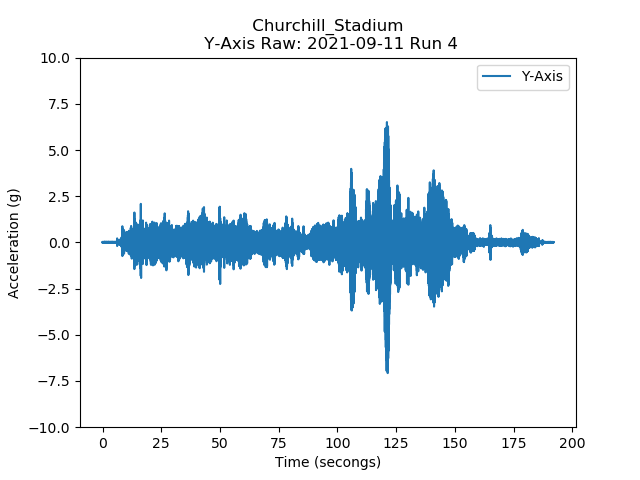 Churchill_Stadium
Y-Axis Raw: 2021-09-11 Run 4
Y-Axis
10.0
7.5
5.0
2.5
0.0
−2.5
−5.0
−7.5
−10.0
Acceleration (g)
0 25 50 75 100 125 150 175 200
Time (secongs)